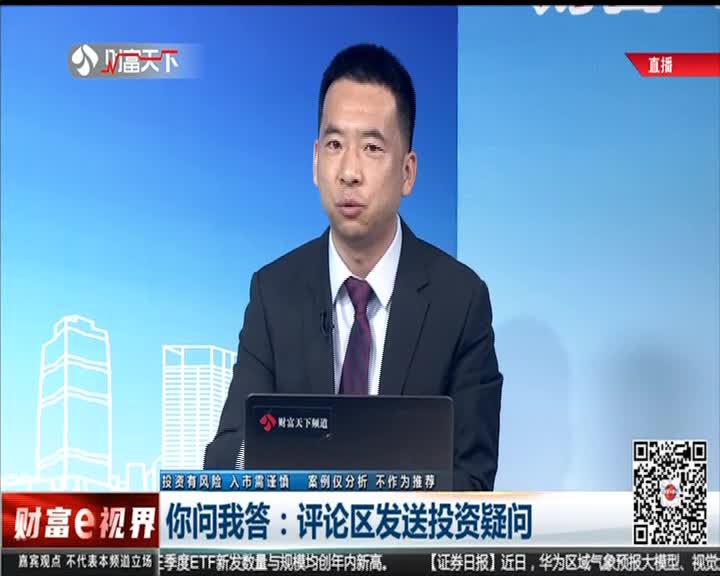 财富天下
直播
财富天下频道
投资有风险 入市需谨慎 案例仅分析 不作为推荐
财富e视界
你问我答：评论区发送投资疑问
嘉宾观点 不代表本频道立场
三季度ETF新发数量与规模均创年内新高。 【证券日报】近日，华为区域气象预报大模型、视觉